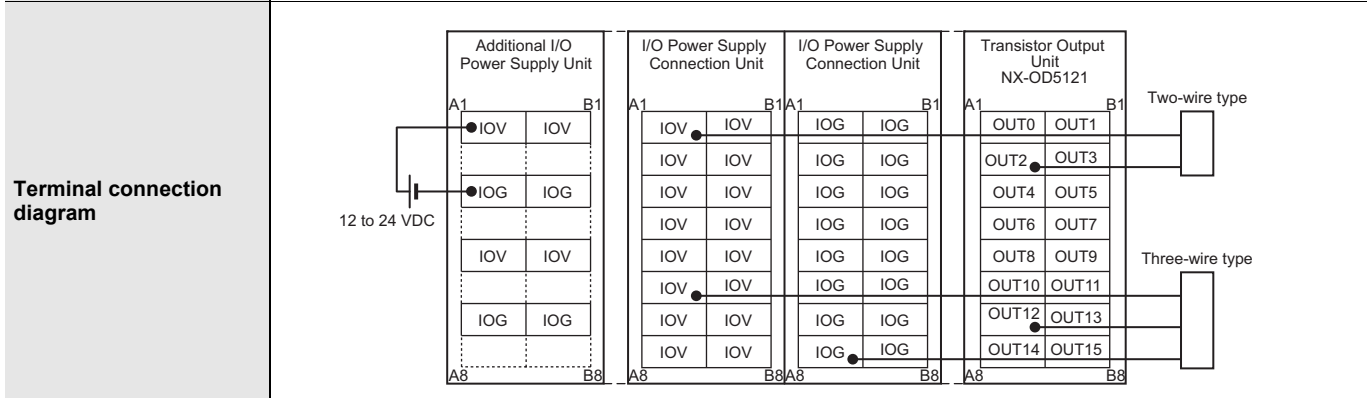 Terminal connection
diagram
Additional I/O
Power Supply Unit
I/O Power Supply
Connection Unit
I/O Power Supply
Connection Unit
Transistor Output
Unit
NX-OD5121
Two-wire type
A1 B1 A1 B1 A1 B1 A1 B1
IOV IOV IOV IOV IOG IOG OUT0 OUT1
IOV IOV IOG IOG OUT2 OUT3
IOG IOG IOV IOV IOG IOG OUT4 OUT5
12 to 24 VDC
IOV IOV IOG IOG OUT6 OUT7
IOV IOV IOV IOV IOG IOG OUT8 OUT9
Three-wire type
IOV IOV IOG IOG OUT10 OUT11
IOG IOG IOV IOV IOG IOG OUT12 OUT13
IOV IOV IOG IOG OUT14 OUT15
A8 B8 A8 B8 A8 B8 A8 B8